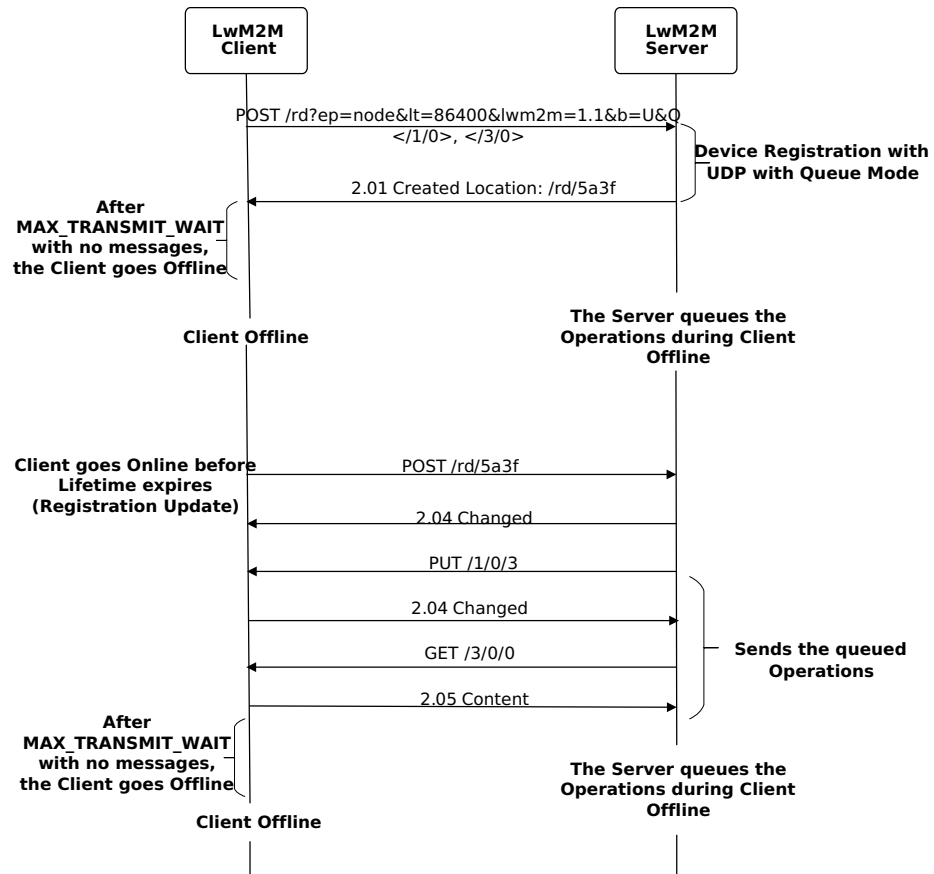 LwM2M
Client
LwM2M
Server
POST /rd?ep=node&lt=86400&lwm2m=1.1&b=U&Q
</1/0>, </3/0>
Device Registration with
UDP with Queue Mode
2.01 Created Location: /rd/5a3f
After
MAX_TRANSMIT_WAIT
with no messages,
the Client goes Offline
Client Offline
The Server queues the
Operations during Client
Offline
Client goes Online before
Lifetime expires
(Registration Update)
POST /rd/5a3f
2.04 Changed
PUT /1/0/3
2.04 Changed
GET /3/0/0
2.05 Content
Sends the queued
Operations
After
MAX_TRANSMIT_WAIT
with no messages,
the Client goes Offline
The Server queues the
Operations during Client
Offline
Client Offline